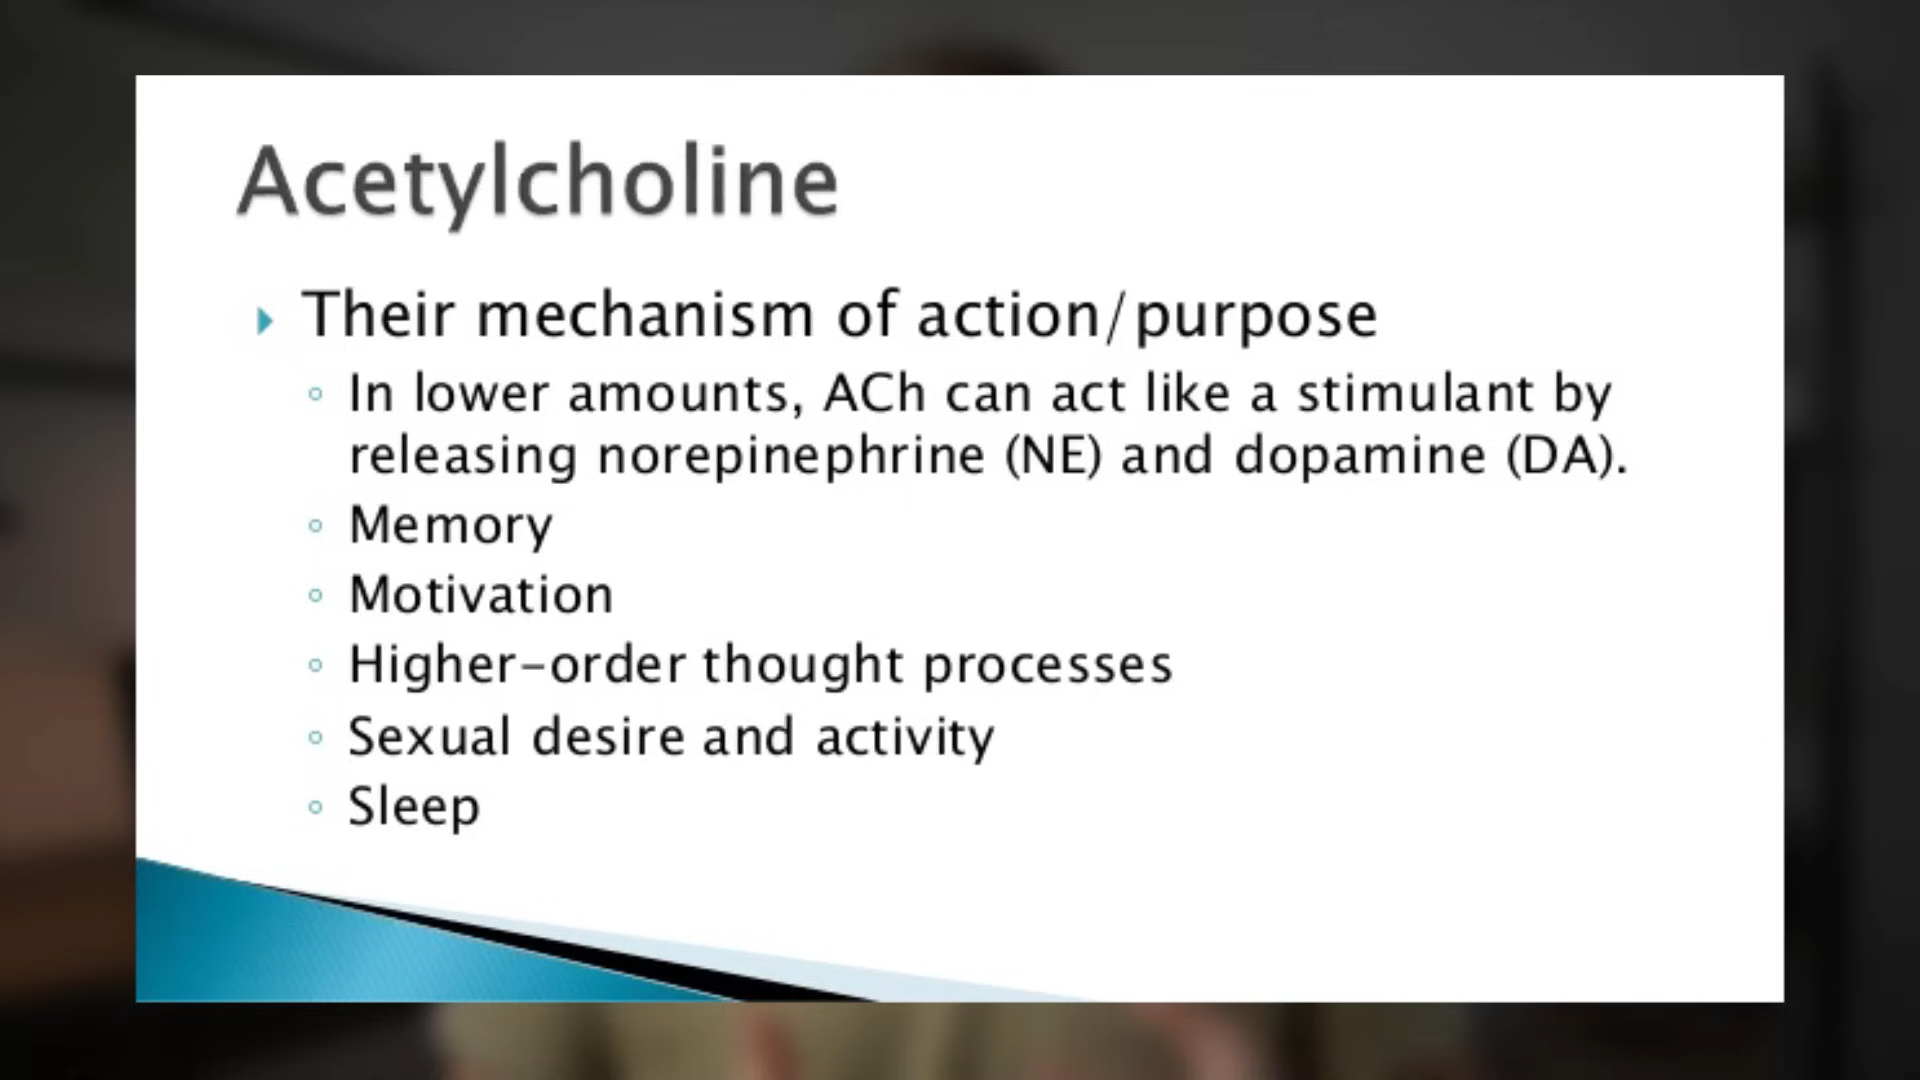 Acetylcholine
Their mechanism of action/purpose
In lower amounts, ACh can act like a stimulant by
releasing norepinephrine (NE) and dopamine (DA).
Memory
Motivation
Higher-order thought processes
Sexual desire and activity
Sleep